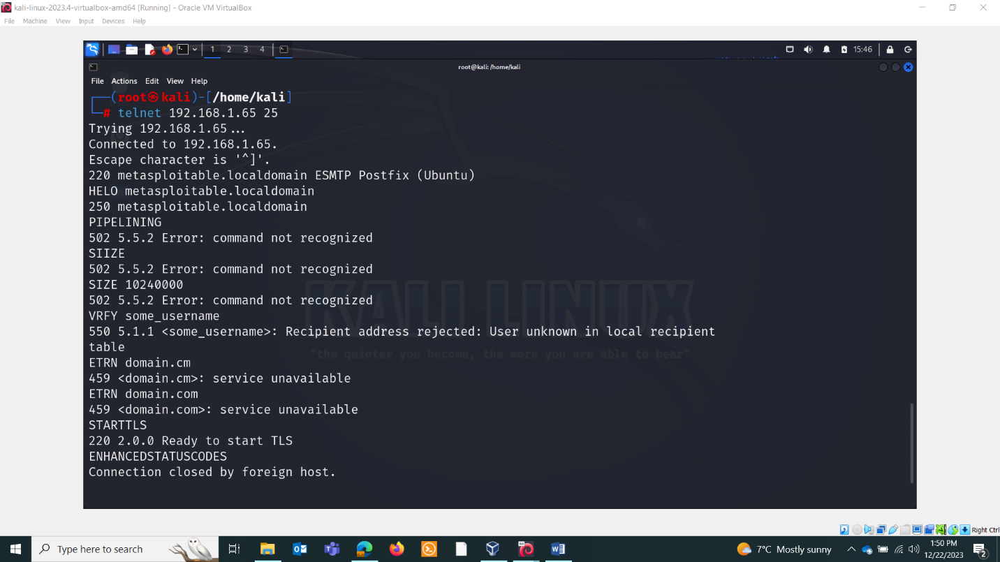 kali-linux-2023.4-virtualbox-amd64 [Running] - Oracle VM VirtualBox
File Machine View Input Devices Help
1 2 3 4 15:46
root@kali: /home/kali
File Actions Edit View Help
(root㉿kali)-[/home/kali]
# telnet 192.168.1.65 25
Trying 192.168.1.65...
Connected to 192.168.1.65.
Escape character is '^]'.
220 metasploitable.localdomain ESMTP Postfix (Ubuntu)
HELO metasploitable.localdomain
250 metasploitable.localdomain
PIPELINING
502 5.5.2 Error: command not recognized
SIIZE
502 5.5.2 Error: command not recognized
SIZE 10240000
502 5.5.2 Error: command not recognized
VRFY some_username
550 5.1.1 <some_username>: Recipient address rejected: User unknown in local recipient
table
ETRN domain.cm
459 <domain.cm>: service unavailable
ETRN domain.com
459 <domain.com>: service unavailable
STARTTLS
220 2.0.0 Ready to start TLS
ENHANCEDSTATUSCODES
Connection closed by foreign host.
KALI LINUX
"the quieter you become, the more you are able to hear"
Right Ctrl
Type here to search
7°C Mostly sunny
1:50 PM
12/22/2023
2